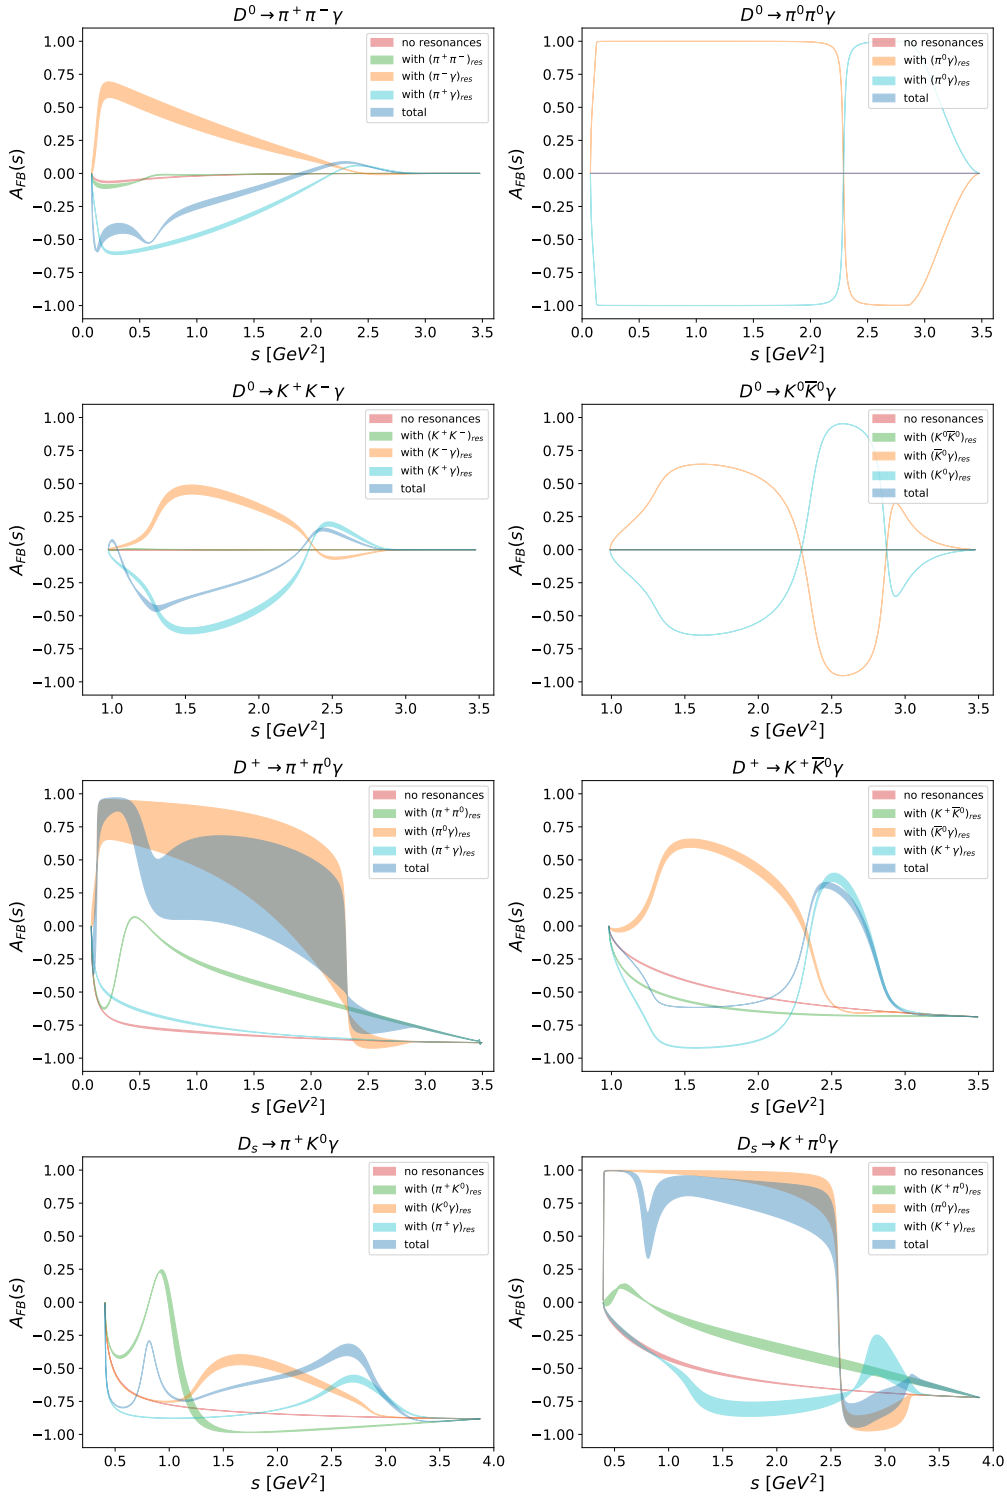 D⁰ → π⁺π⁻γ
1.00
0.75
0.50
0.25
0.00
−0.25
−0.50
−0.75
−1.00
A_FB(s)
no resonances
with (π⁺π⁻)_res
with (π⁻γ)_res
with (π⁺γ)_res
total
0.0 0.5 1.0 1.5 2.0 2.5 3.0 3.5
s [GeV²]
D⁰ → π⁰π⁰γ
1.00
0.75
0.50
0.25
0.00
−0.25
−0.50
−0.75
−1.00
A_FB(s)
no resonances
with (π⁰γ)_res
with (π⁰γ)_res
total
0.0 0.5 1.0 1.5 2.0 2.5 3.0 3.5
s [GeV²]
D⁰ → K⁺K⁻γ
1.00
0.75
0.50
0.25
0.00
−0.25
−0.50
−0.75
−1.00
A_FB(s)
no resonances
with (K⁺K⁻)_res
with (K⁻γ)_res
with (K⁺γ)_res
total
1.0 1.5 2.0 2.5 3.0 3.5
s [GeV²]
D⁰ → K⁰K̅⁰γ
1.00
0.75
0.50
0.25
0.00
−0.25
−0.50
−0.75
−1.00
A_FB(s)
no resonances
with (K⁰K̅⁰)_res
with (K̅⁰γ)_res
with (K⁰γ)_res
total
1.0 1.5 2.0 2.5 3.0 3.5
s [GeV²]
D⁺ → π⁺π⁰γ
1.00
0.75
0.50
0.25
0.00
−0.25
−0.50
−0.75
−1.00
A_FB(s)
no resonances
with (π⁺π⁰)_res
with (π⁰γ)_res
with (π⁺γ)_res
total
0.0 0.5 1.0 1.5 2.0 2.5 3.0 3.5
s [GeV²]
D⁺ → K⁺K̅⁰γ
1.00
0.75
0.50
0.25
0.00
−0.25
−0.50
−0.75
−1.00
A_FB(s)
no resonances
with (K⁺K̅⁰)_res
with (K̅⁰γ)_res
with (K⁺γ)_res
total
1.0 1.5 2.0 2.5 3.0 3.5
s [GeV²]
D_s → π⁺K⁰γ
1.00
0.75
0.50
0.25
0.00
−0.25
−0.50
−0.75
−1.00
A_FB(s)
no resonances
with (π⁺K⁰)_res
with (K⁰γ)_res
with (π⁺γ)_res
total
0.5 1.0 1.5 2.0 2.5 3.0 3.5 4.0
s [GeV²]
D_s → K⁺π⁰γ
1.00
0.75
0.50
0.25
0.00
−0.25
−0.50
−0.75
−1.00
A_FB(s)
no resonances
with (K⁺π⁰)_res
with (π⁰γ)_res
with (K⁺γ)_res
total
0.5 1.0 1.5 2.0 2.5 3.0 3.5 4.0
s [GeV²]